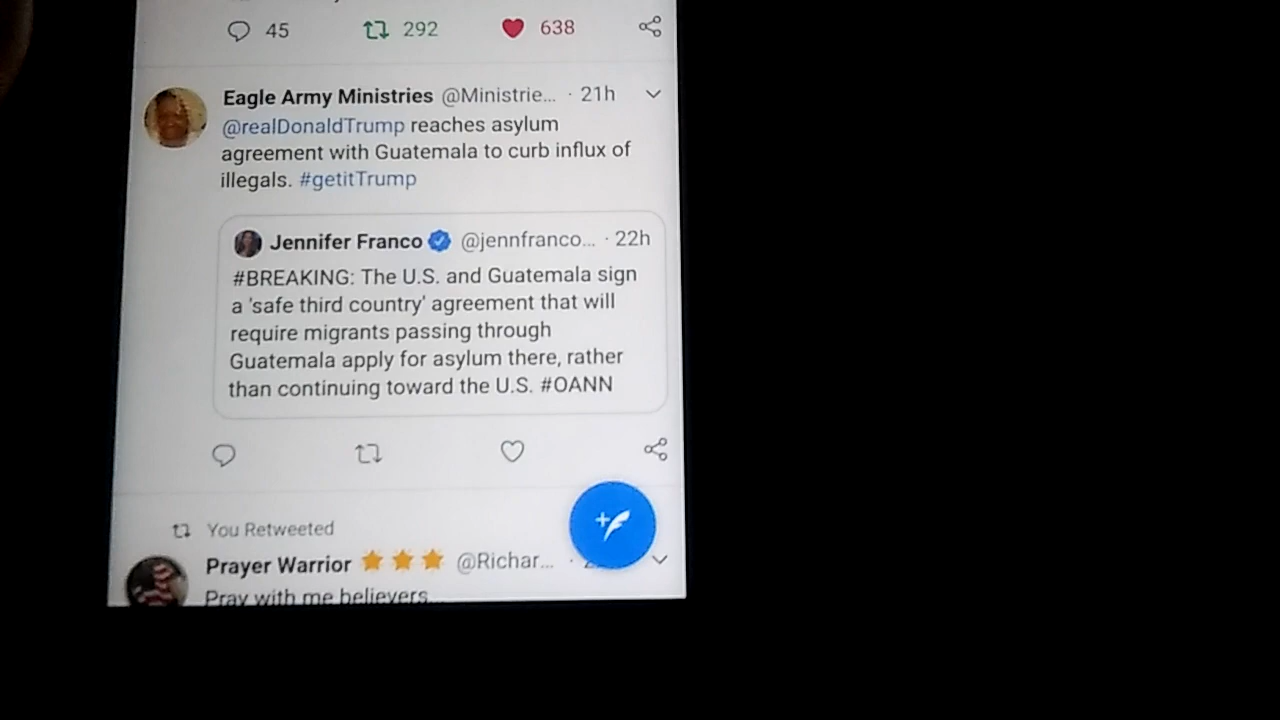 45 292 638
Eagle Army Ministries @Ministrie... · 21h
@realDonaldTrump reaches asylum
agreement with Guatemala to curb influx of
illegals. #getitTrump
Jennifer Franco @jennfranco... · 22h
#BREAKING: The U.S. and Guatemala sign
a 'safe third country' agreement that will
require migrants passing through
Guatemala apply for asylum there, rather
than continuing toward the U.S. #OANN
You Retweeted
Prayer Warrior @Richar... ·
Pray with me believers